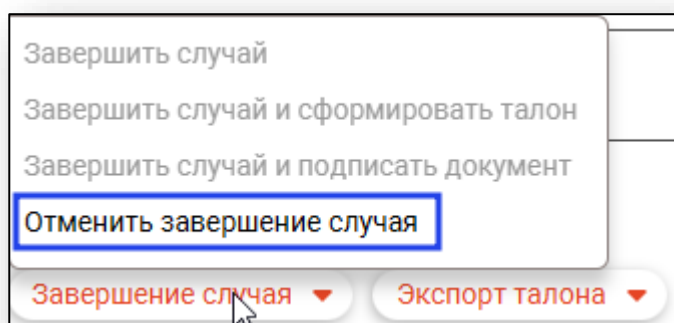 Завершить случай
Завершить случай и сформировать талон
Завершить случай и подписать документ
Отменить завершение случая
Завершение случая
Экспорт талона